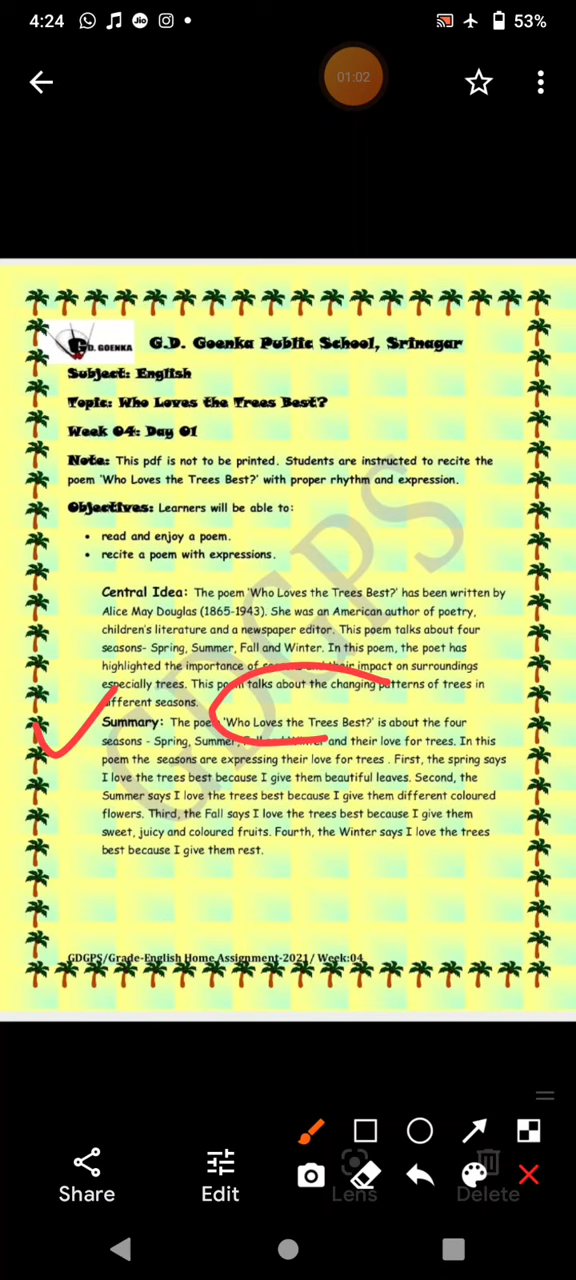 4:24
Jio
53%
01:02
G.D. GOENKA
G.D. Goenka Public School, Srinagar
Subject: English
Topic: Who Loves the Trees Best?
Week 04: Day 01
Note: This pdf is not to be printed. Students are instructed to recite the
poem 'Who Loves the Trees Best?' with proper rhythm and expression.
Objectives: Learners will be able to:
• read and enjoy a poem.
• recite a poem with expressions.
Central Idea: The poem 'Who Loves the Trees Best?' has been written by
Alice May Douglas (1865-1943). She was an American author of poetry,
children's literature and a newspaper editor. This poem talks about four
seasons- Spring, Summer, Fall and Winter. In this poem, the poet has
highlighted the importance of seasons and their impact on surroundings
especially trees. This poem talks about the changing patterns of trees in
different seasons.
Summary: The poem 'Who Loves the Trees Best?' is about the four
seasons - Spring, Summer, Fall and Winter and their love for trees. In this
poem the seasons are expressing their love for trees . First, the spring says
I love the trees best because I give them beautiful leaves. Second, the
Summer says I love the trees best because I give them different coloured
flowers. Third, the Fall says I love the trees best because I give them
sweet, juicy and coloured fruits. Fourth, the Winter says I love the trees
best because I give them rest.
GDGPS
GDGPS/Grade-English Home Assignment-2021/ Week:04
Share
Edit
Lens
Delete